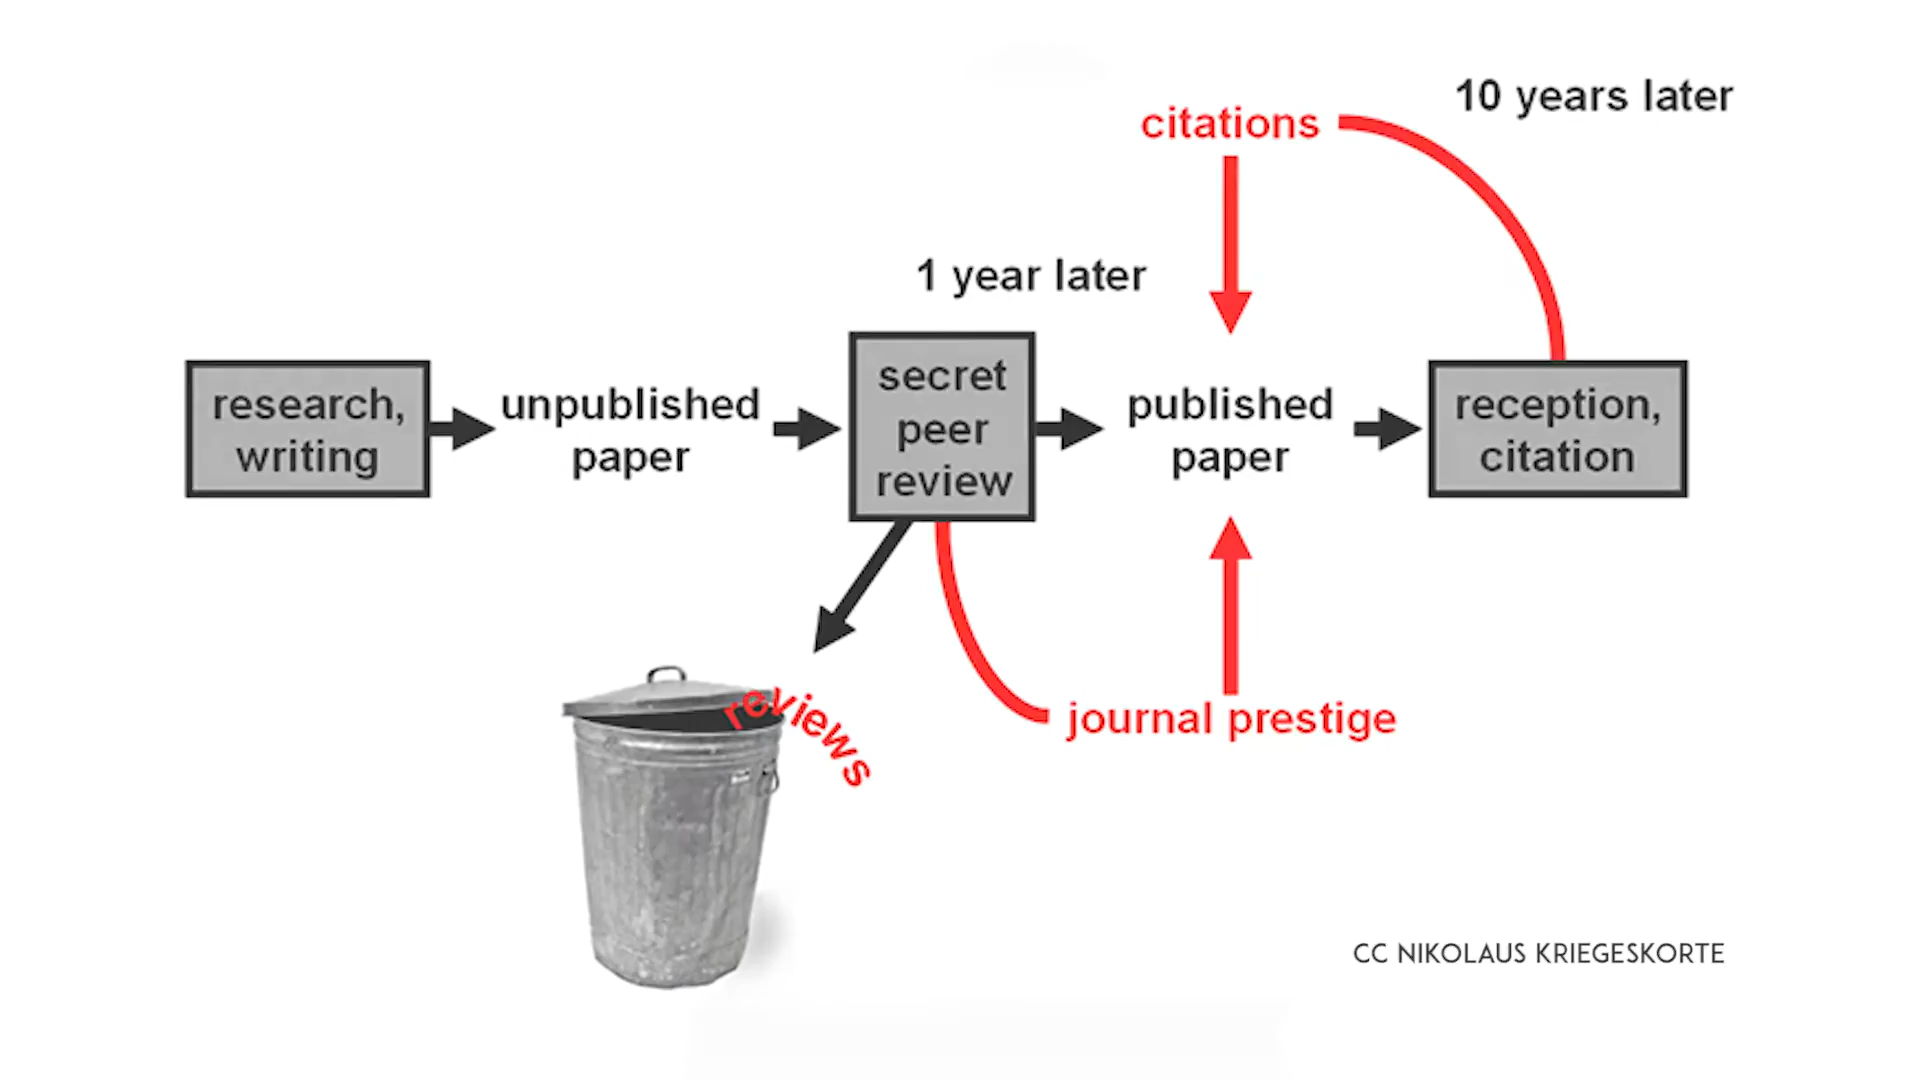 10 years later
citations
1 year later
research,
writing
unpublished
paper
secret
peer
review
published
paper
reception,
citation
reviews
journal prestige
CC NIKOLAUS KRIEGESKORTE